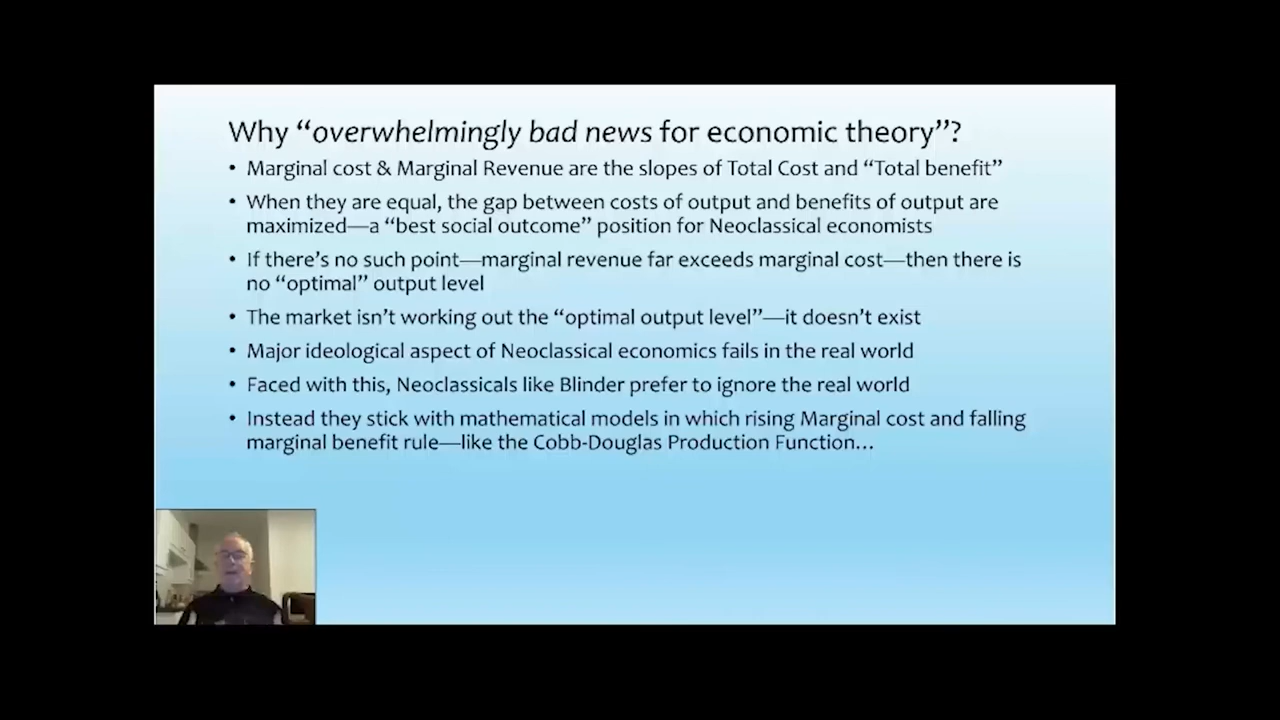 Why “overwhelmingly bad news for economic theory”?
• Marginal cost & Marginal Revenue are the slopes of Total Cost and “Total benefit”
• When they are equal, the gap between costs of output and benefits of output are
maximized—a “best social outcome” position for Neoclassical economists
• If there’s no such point—marginal revenue far exceeds marginal cost—then there is
no “optimal” output level
• The market isn’t working out the “optimal output level”—it doesn’t exist
• Major ideological aspect of Neoclassical economics fails in the real world
• Faced with this, Neoclassicals like Blinder prefer to ignore the real world
• Instead they stick with mathematical models in which rising Marginal cost and falling
marginal benefit rule—like the Cobb-Douglas Production Function…